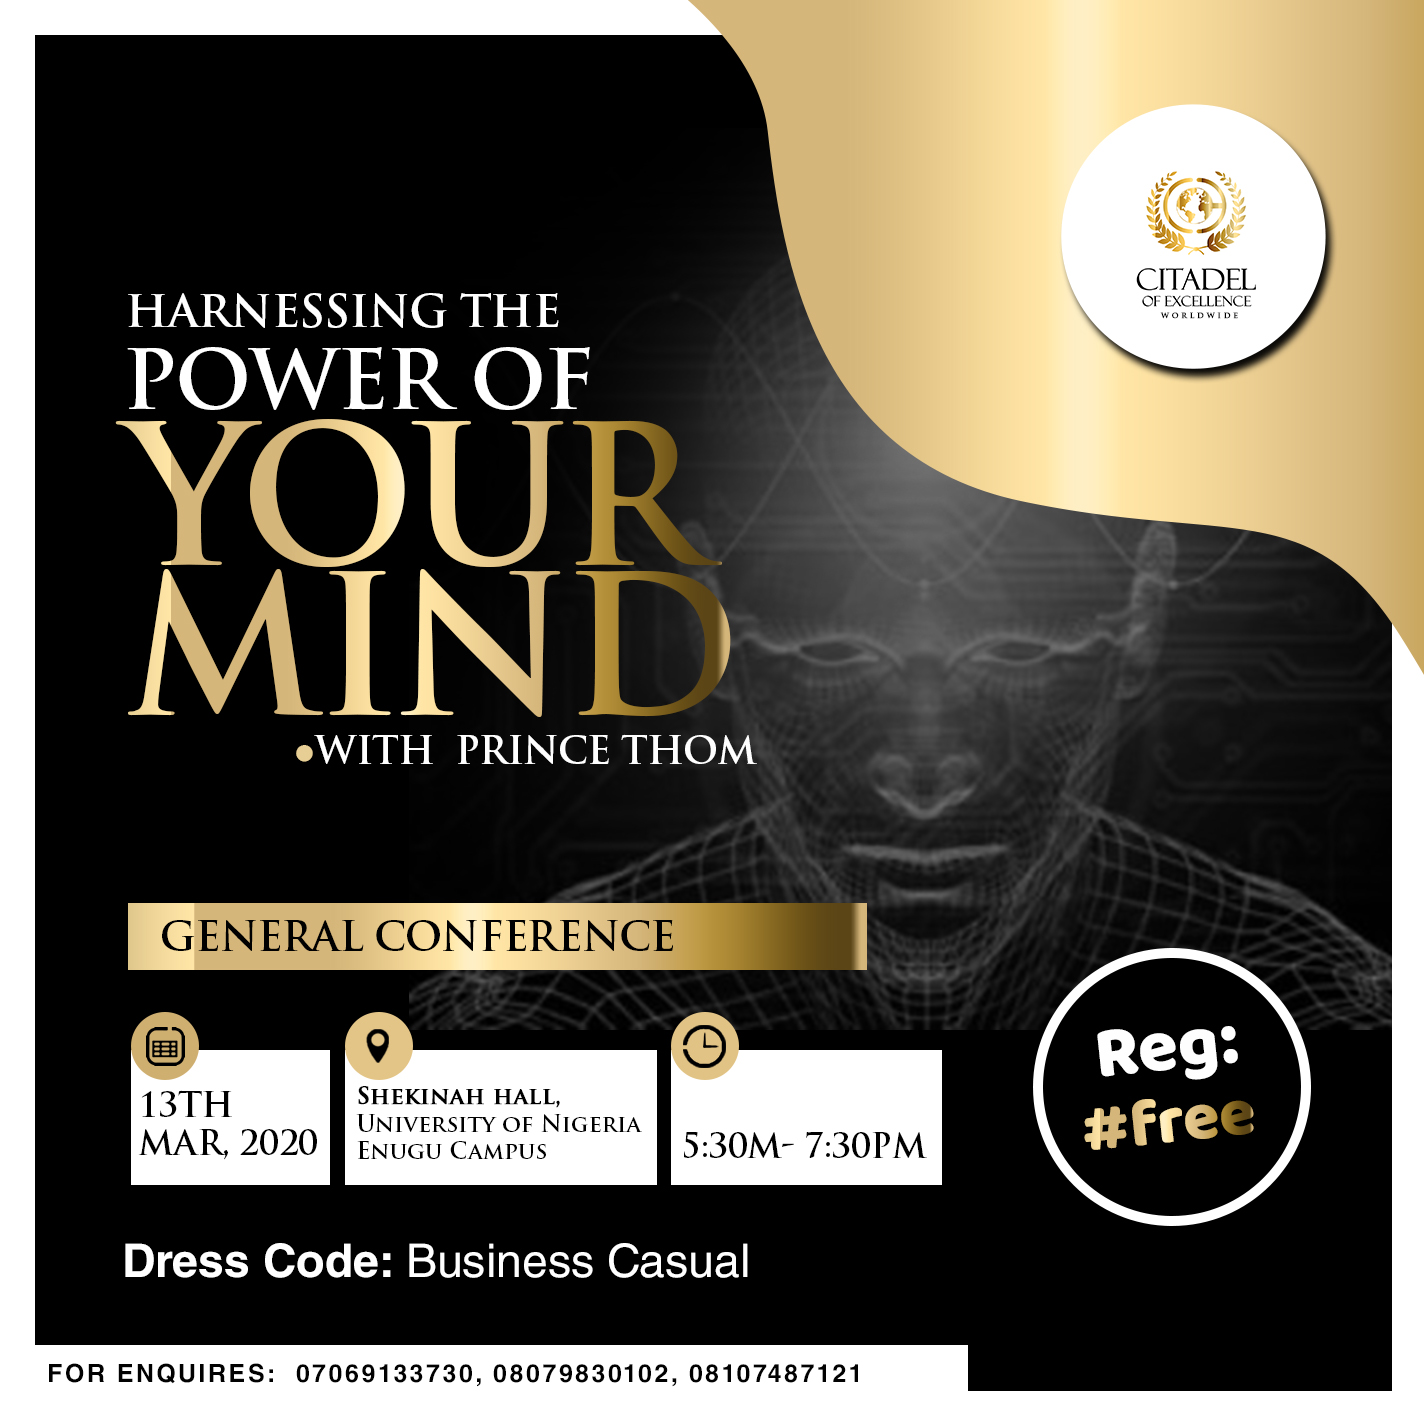 CITADEL
OF EXCELLENCE
WORLDWIDE
HARNESSING THE
POWER OF
YOUR
MIND
•WITH PRINCE THOM
GENERAL CONFERENCE
13TH
MAR, 2020
SHEKINAH HALL,
UNIVERSITY OF NIGERIA
ENUGU CAMPUS
5:30M- 7:30PM
Reg:
#free
Dress Code: Business Casual
FOR ENQUIRES: 07069133730, 08079830102, 08107487121